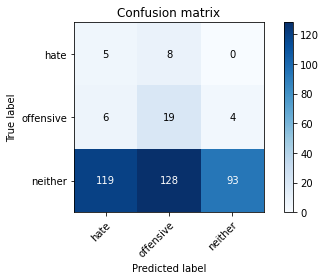 Confusion matrix
True label
hate 5 8 0
offensive 6 19 4
neither 119 128 93
hate offensive neither
Predicted label
120
100
80
60
40
20
0